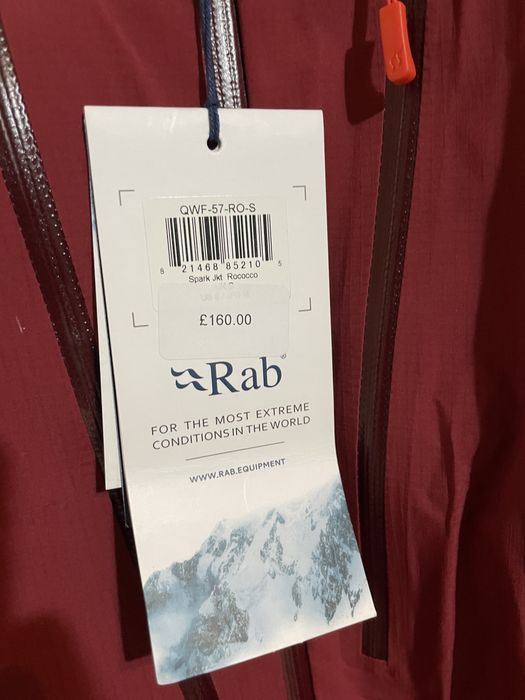 QWF-57-RO-S
8 21468 85210 5
Spark Jkt Rococco
£160.00
Rab®
FOR THE MOST EXTREME
CONDITIONS IN THE WORLD
WWW.RAB.EQUIPMENT